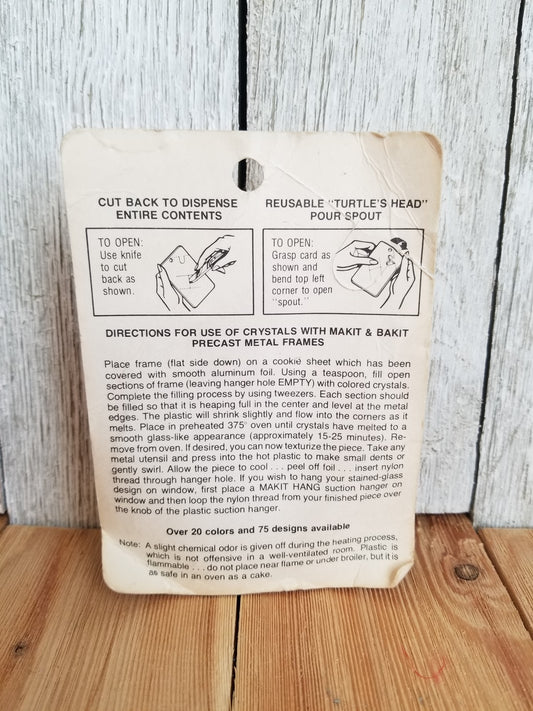 CUT BACK TO DISPENSE
ENTIRE CONTENTS
TO OPEN:
Use knife
to cut
back as
shown.
REUSABLE "TURTLE'S HEAD"
POUR SPOUT
TO OPEN:
Grasp card as
shown and
bend top left
corner to open
"spout."
DIRECTIONS FOR USE OF CRYSTALS WITH MAKIT & BAKIT
PRECAST METAL FRAMES
Place frame (flat side down) on a cookie sheet which has been
covered with smooth aluminum foil. Using a teaspoon, fill open
sections of frame (leaving hanger hole EMPTY) with colored crystals.
Complete the filling process by using tweezers. Each section should
be filled so that it is heaping full in the center and level at the metal
edges. The plastic will shrink slightly and flow into the corners as it
melts. Place in preheated 375° oven until crystals have melted to a
smooth glass-like appearance (approximately 15-25 minutes). Re-
move from oven. If desired, you can now texturize the piece. Take any
metal utensil and press into the hot plastic to make small dents or
gently swirl. Allow the piece to cool . . . peel off foil . . . insert nylon
thread through hanger hole. If you wish to hang your stained-glass
design on window, first place a MAKIT HANG suction hanger on
window and then loop the nylon thread from your finished piece over
the knob of the plastic suction hanger.
Over 20 colors and 75 designs available
Note: A slight chemical odor is given off during the heating process,
which is not offensive in a well-ventilated room. Plastic is
flammable . . . do not place near flame or under broiler, but it is
as safe in an oven as a cake.